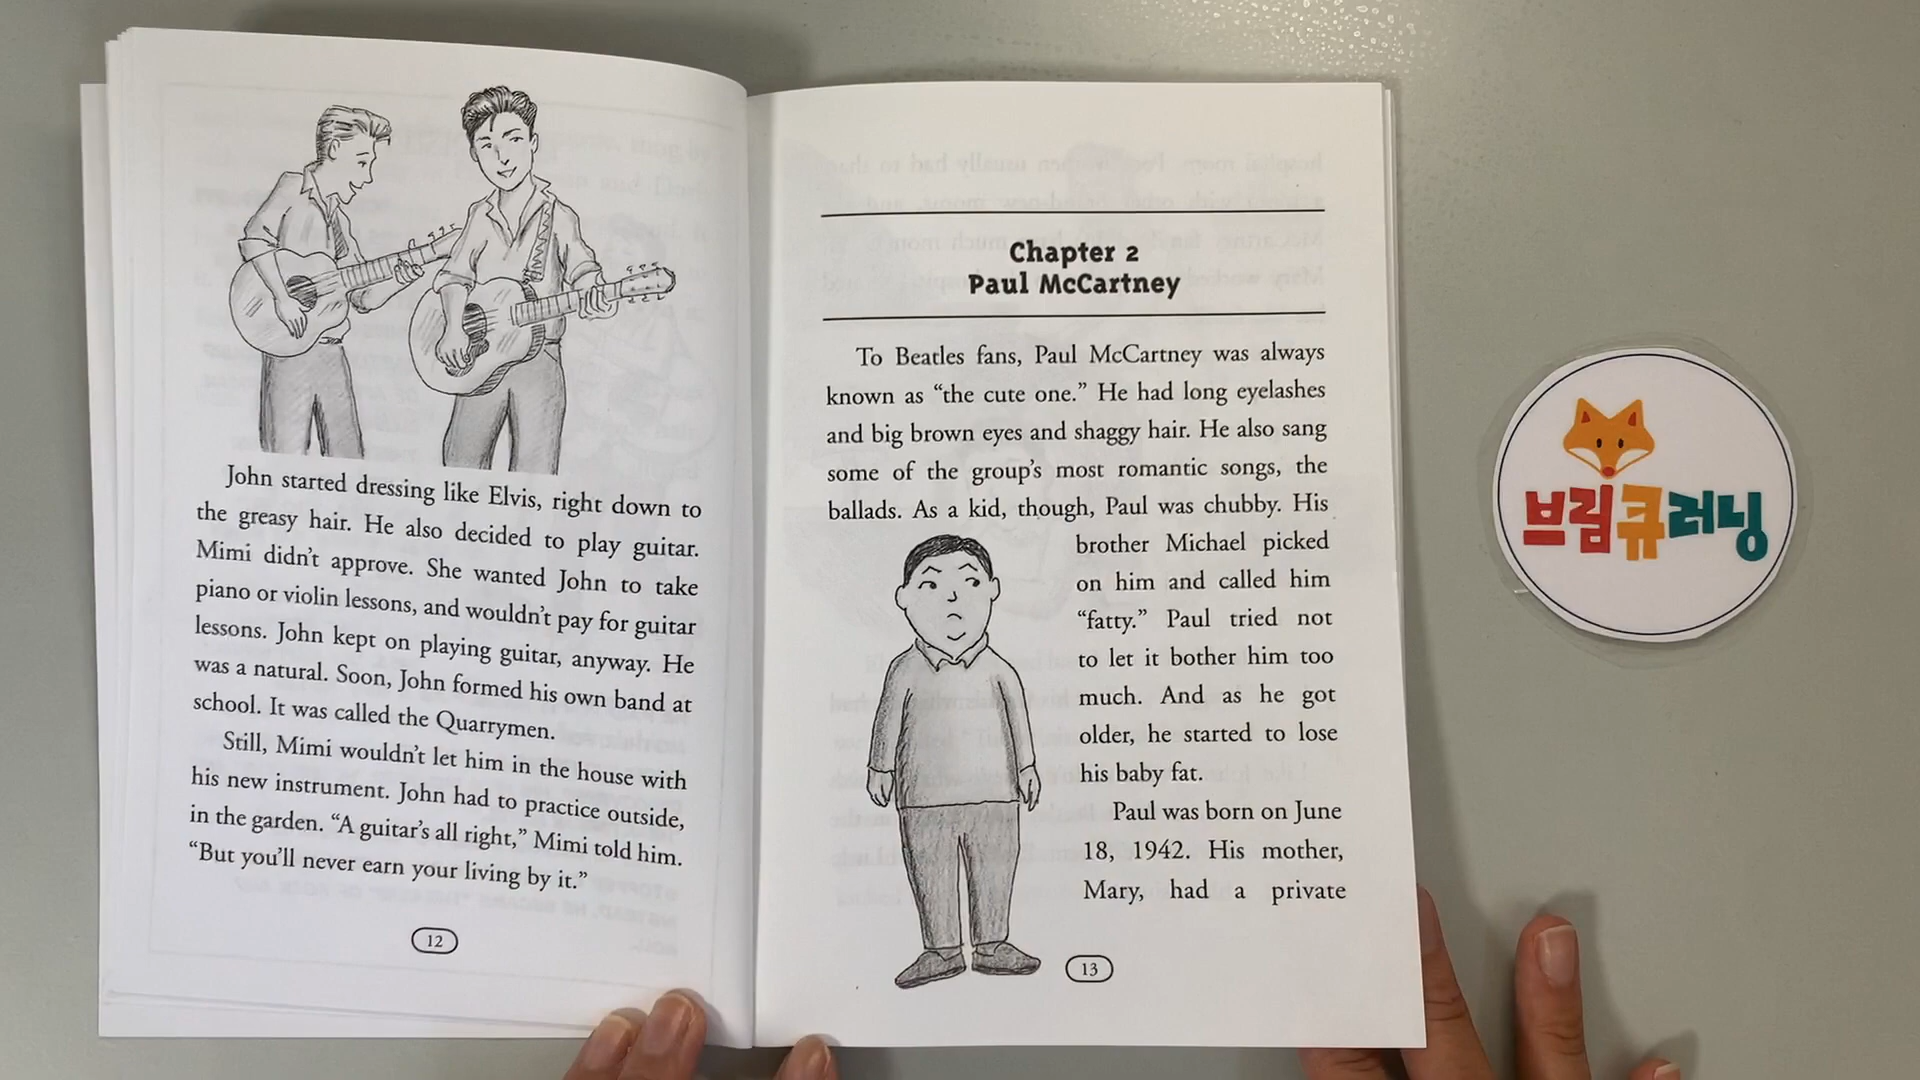 John started dressing like Elvis, right down to
the greasy hair. He also decided to play guitar.
Mimi didn't approve. She wanted John to take
piano or violin lessons, and wouldn't pay for guitar
lessons. John kept on playing guitar, anyway. He
was a natural. Soon, John formed his own band at
school. It was called the Quarrymen.
Still, Mimi wouldn't let him in the house with
his new instrument. John had to practice outside,
in the garden. “A guitar's all right,” Mimi told him.
“But you'll never earn your living by it.”
12
Chapter 2
Paul McCartney
To Beatles fans, Paul McCartney was always
known as “the cute one.” He had long eyelashes
and big brown eyes and shaggy hair. He also sang
some of the group's most romantic songs, the
ballads. As a kid, though, Paul was chubby. His
brother Michael picked
on him and called him
“fatty.” Paul tried not
to let it bother him too
much. And as he got
older, he started to lose
his baby fat.
Paul was born on June
18, 1942. His mother,
Mary, had a private
13
브림큐러닝